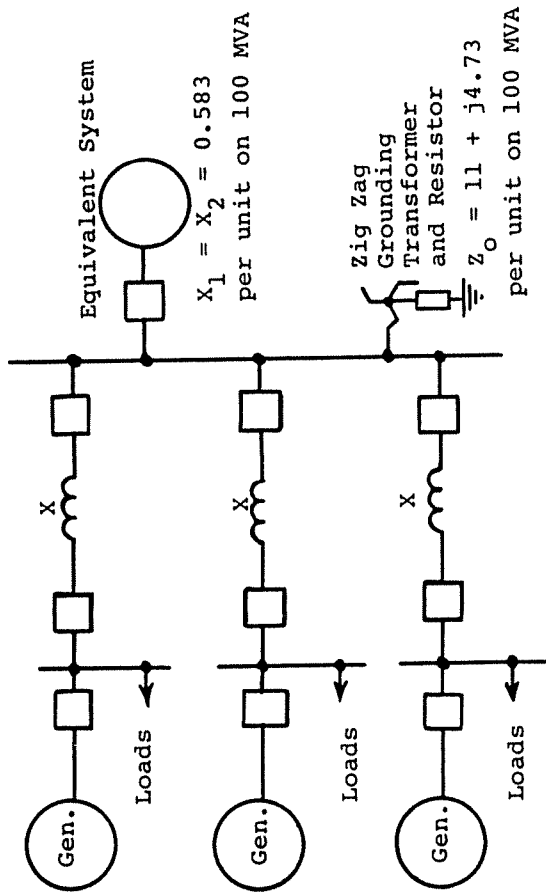 Equivalent System
X₁ = X₂ = 0.583
per unit on 100 MVA
Zig Zag
Grounding
Transformer
and Resistor
Z₀ = 11 + j4.73
per unit on 100 MVA
X
X
X
Loads
Loads
Loads
Gen.
Gen.
Gen.